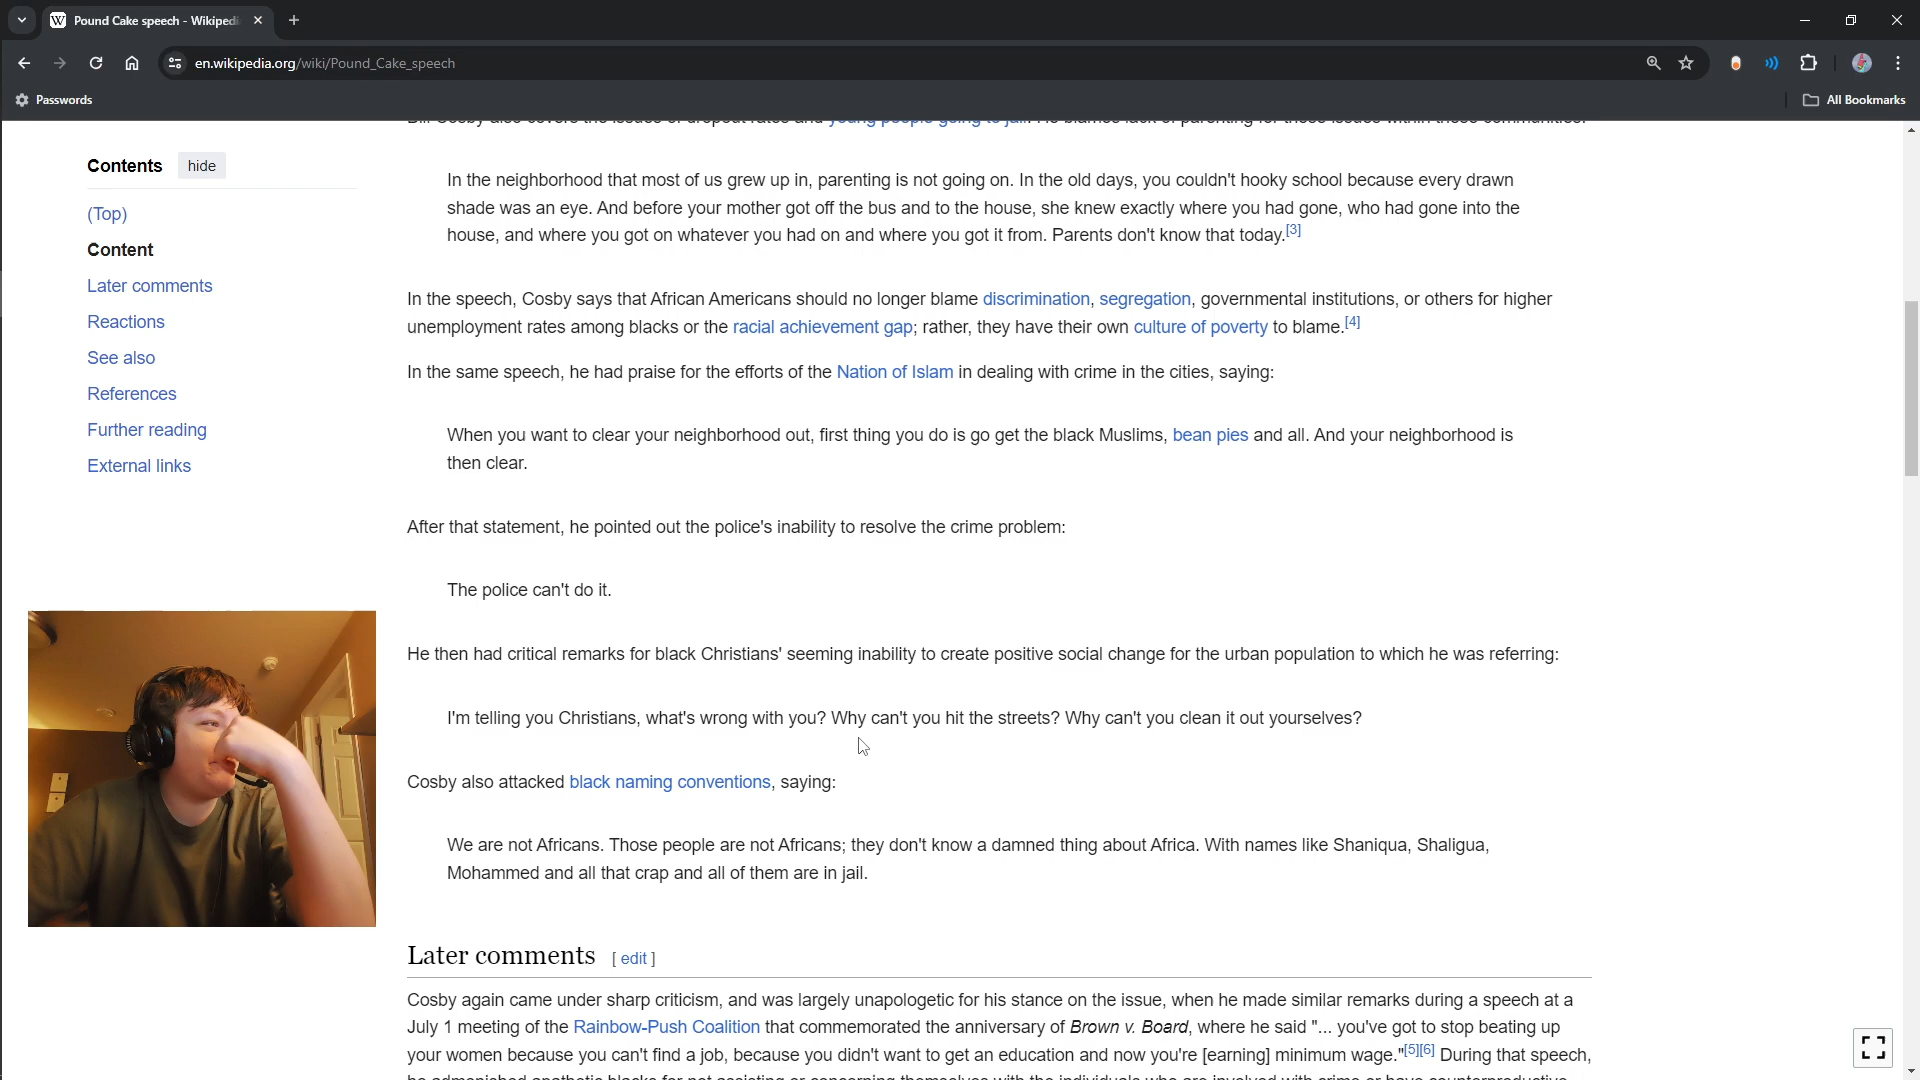 Pound Cake speech - Wikipedi
en.wikipedia.org/wiki/Pound_Cake_speech
Passwords
All Bookmarks
Contents
hide
(Top)
Content
Later comments
Reactions
See also
References
Further reading
External links
Bill Cosby also covers the issues of dropout rates and young people going to jail. He blames lack of parenting for these issues within these communities.
In the neighborhood that most of us grew up in, parenting is not going on. In the old days, you couldn't hooky school because every drawn
shade was an eye. And before your mother got off the bus and to the house, she knew exactly where you had gone, who had gone into the
house, and where you got on whatever you had on and where you got it from. Parents don't know that today.[3]
In the speech, Cosby says that African Americans should no longer blame discrimination, segregation, governmental institutions, or others for higher
unemployment rates among blacks or the racial achievement gap; rather, they have their own culture of poverty to blame.[4]
In the same speech, he had praise for the efforts of the Nation of Islam in dealing with crime in the cities, saying:
When you want to clear your neighborhood out, first thing you do is go get the black Muslims, bean pies and all. And your neighborhood is
then clear.
After that statement, he pointed out the police's inability to resolve the crime problem:
The police can't do it.
He then had critical remarks for black Christians' seeming inability to create positive social change for the urban population to which he was referring:
I'm telling you Christians, what's wrong with you? Why can't you hit the streets? Why can't you clean it out yourselves?
Cosby also attacked black naming conventions, saying:
We are not Africans. Those people are not Africans; they don't know a damned thing about Africa. With names like Shaniqua, Shaligua,
Mohammed and all that crap and all of them are in jail.
Later comments [ edit ]
Cosby again came under sharp criticism, and was largely unapologetic for his stance on the issue, when he made similar remarks during a speech at a
July 1 meeting of the Rainbow-Push Coalition that commemorated the anniversary of Brown v. Board, where he said "... you've got to stop beating up
your women because you can't find a job, because you didn't want to get an education and now you're [earning] minimum wage."[5][6] During that speech,